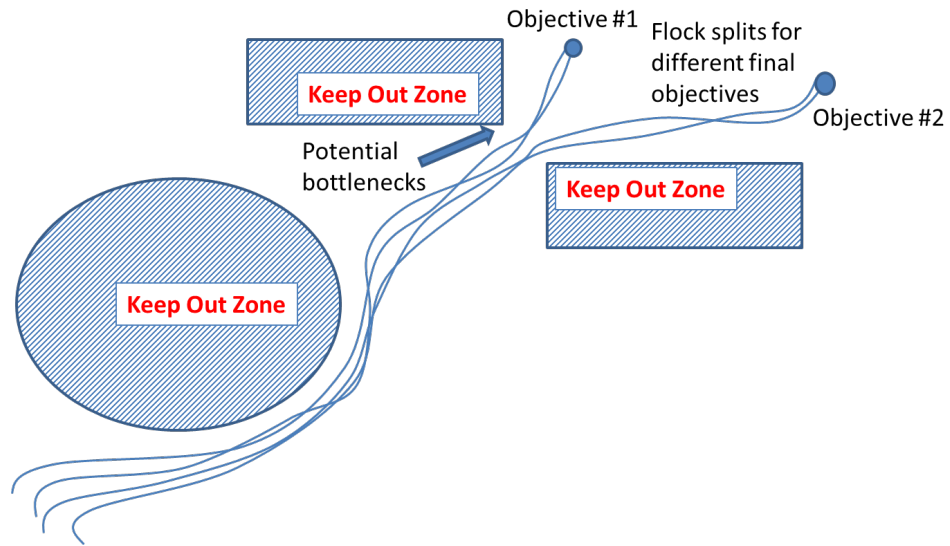 Objective #1
Flock splits for
different final
objectives
Keep Out Zone
Objective #2
Potential
bottlenecks
Keep Out Zone
Keep Out Zone